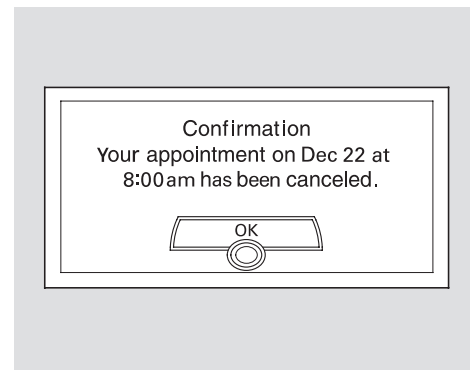 Confirmation
Your appointment on Dec 22 at
8:00am has been canceled.
OK